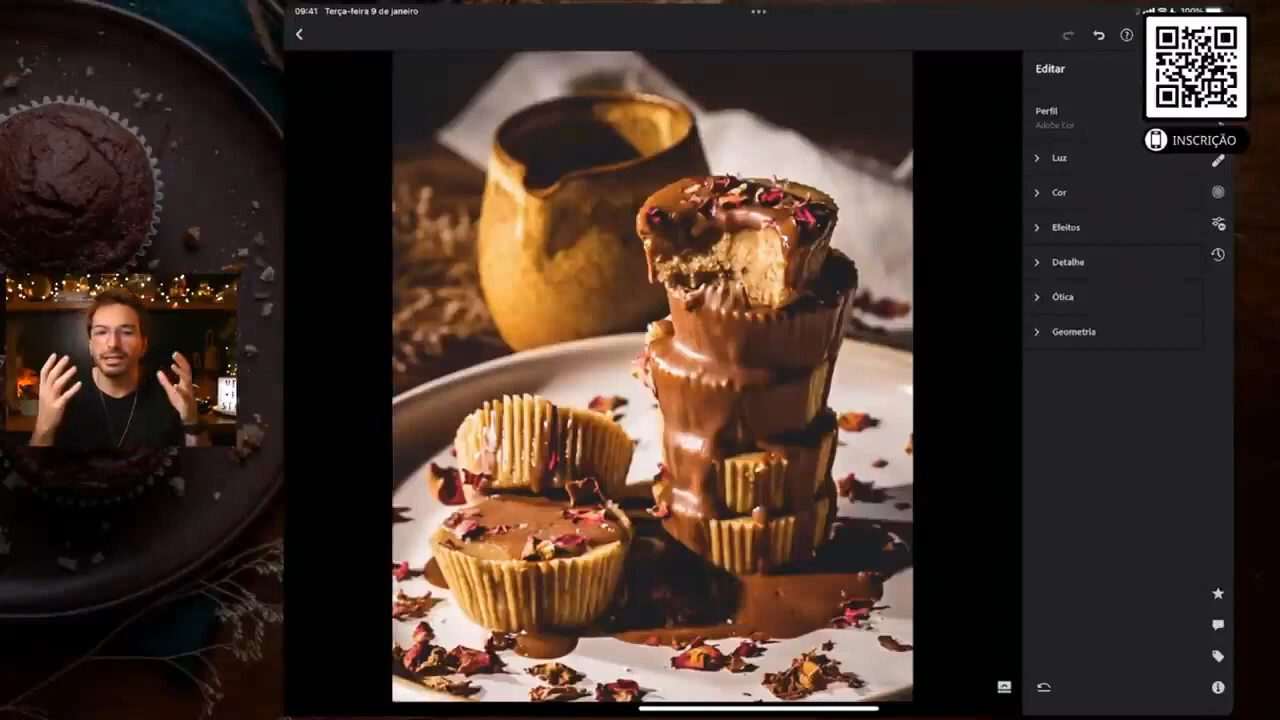 09:41 Terça-feira 9 de janeiro
100%
Editar
Perfil
Adobe Cor
Luz
Cor
Efeitos
Detalhe
Ótica
Geometria
INSCRIÇÃO